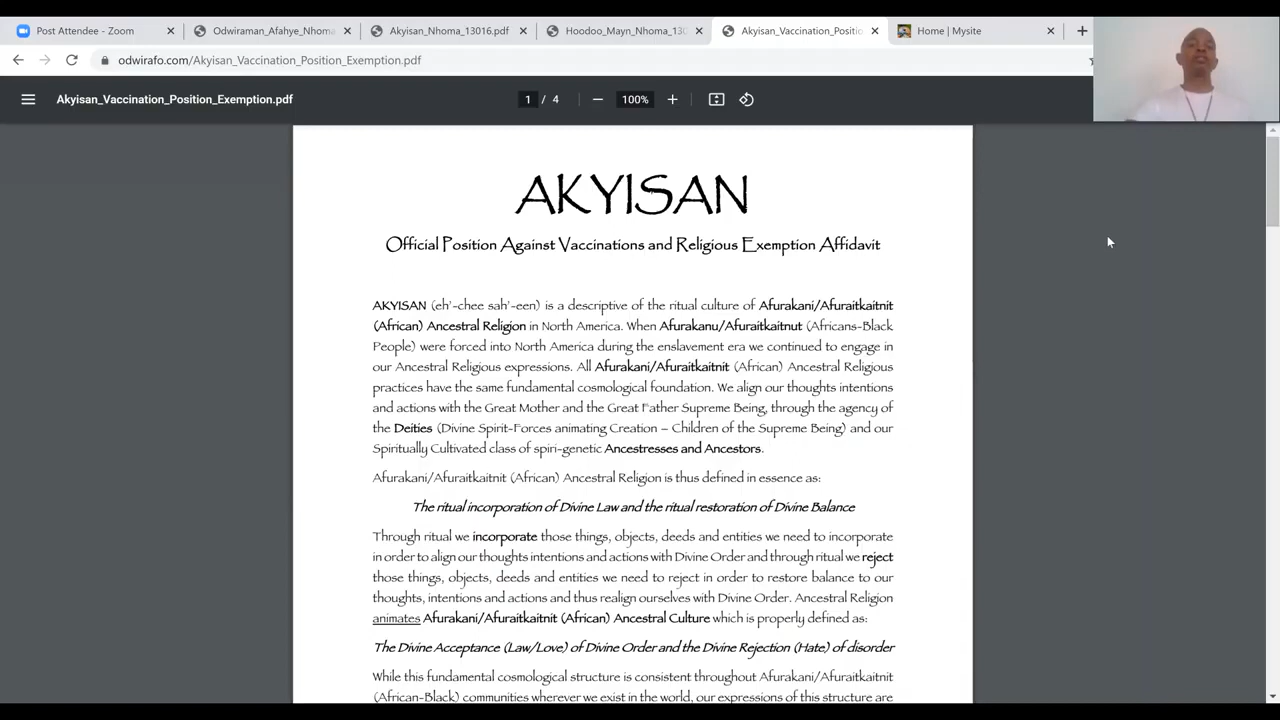 Post Attendee - Zoom
Odwiraman_Afahye_Nhoma
Akyisan_Nhoma_13016.pdf
Hoodoo_Mayn_Nhoma_130
Akyisan_Vaccination_Positio
Home | Mysite
odwirafo.com/Akyisan_Vaccination_Position_Exemption.pdf
Akyisan_Vaccination_Position_Exemption.pdf
1 / 4
100%
AKYISAN
Official Position Against Vaccinations and Religious Exemption Affidavit
AKYISAN (eh'-chee sah'-een) is a descriptive of the ritual culture of Afurakani/Afuraitkaitnit
(African) Ancestral Religion in North America. When Afurakanu/Afuraitkaitnut (Africans-Black
People) were forced into North America during the enslavement era we continued to engage in
our Ancestral Religious expressions. All Afurakani/Afuraitkaitnit (African) Ancestral Religious
practices have the same fundamental cosmological foundation. We align our thoughts intentions
and actions with the Great Mother and the Great Father Supreme Being, through the agency of
the Deities (Divine Spirit-Forces animating Creation – Children of the Supreme Being) and our
Spiritually Cultivated class of spiri-genetic Ancestresses and Ancestors.
Afurakani/Afuraitkaitnit (African) Ancestral Religion is thus defined in essence as:
The ritual incorporation of Divine Law and the ritual restoration of Divine Balance
Through ritual we incorporate those things, objects, deeds and entities we need to incorporate
in order to align our thoughts intentions and actions with Divine Order and through ritual we reject
those things, objects, deeds and entities we need to reject in order to restore balance to our
thoughts, intentions and actions and thus realign ourselves with Divine Order. Ancestral Religion
animates Afurakani/Afuraitkaitnit (African) Ancestral Culture which is properly defined as:
The Divine Acceptance (Law/Love) of Divine Order and the Divine Rejection (Hate) of disorder
While this fundamental cosmological structure is consistent throughout Afurakani/Afuraitkaitnit
(African-Black) communities wherever we exist in the world, our expressions of this structure are